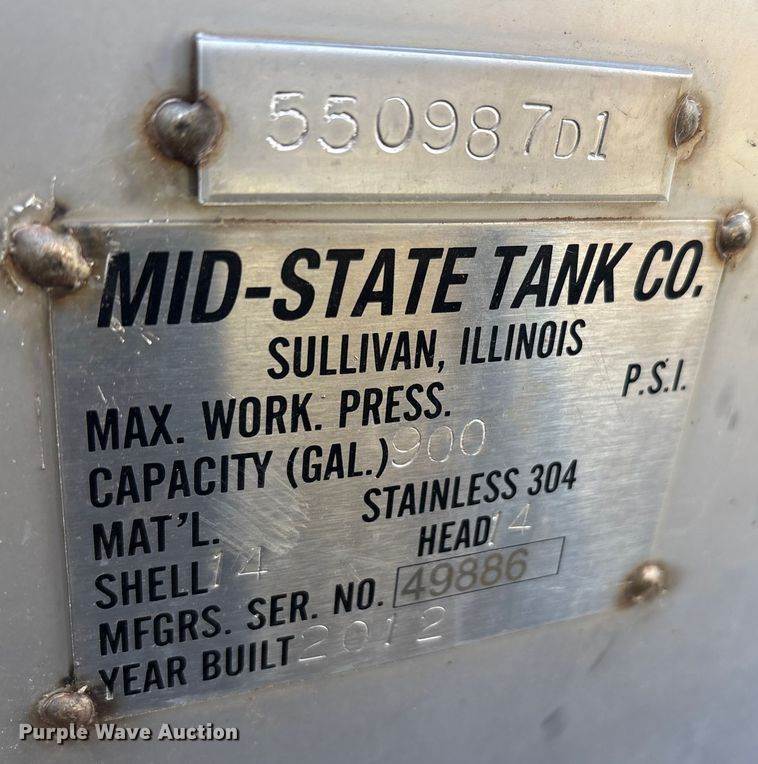 550987D1
MID-STATE TANK CO.
SULLIVAN, ILLINOIS
MAX. WORK. PRESS. P.S.I.
CAPACITY (GAL.) 900
MAT'L. STAINLESS 304
SHELL 14 HEAD 14
MFGRS. SER. NO. 49886
YEAR BUILT 2012
Purple Wave Auction